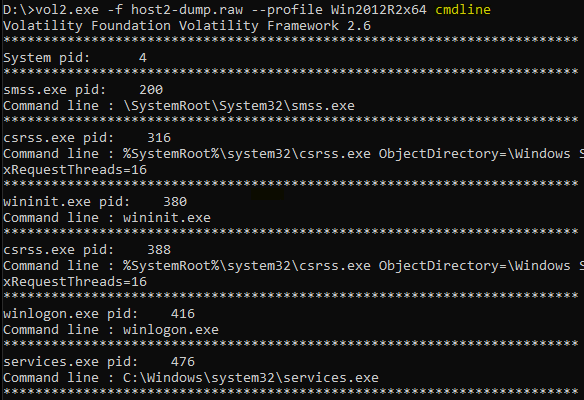 D:\>vol2.exe -f host2-dump.raw --profile Win2012R2x64 cmdline
Volatility Foundation Volatility Framework 2.6
************************************************************************
System pid:      4
************************************************************************
smss.exe pid:    200
Command line : \SystemRoot\System32\smss.exe
************************************************************************
csrss.exe pid:    316
Command line : %SystemRoot%\system32\csrss.exe ObjectDirectory=\Windows S
xRequestThreads=16
************************************************************************
wininit.exe pid:    380
Command line : wininit.exe
************************************************************************
csrss.exe pid:    388
Command line : %SystemRoot%\system32\csrss.exe ObjectDirectory=\Windows S
xRequestThreads=16
************************************************************************
winlogon.exe pid:    416
Command line : winlogon.exe
************************************************************************
services.exe pid:    476
Command line : C:\Windows\system32\services.exe
************************************************************************